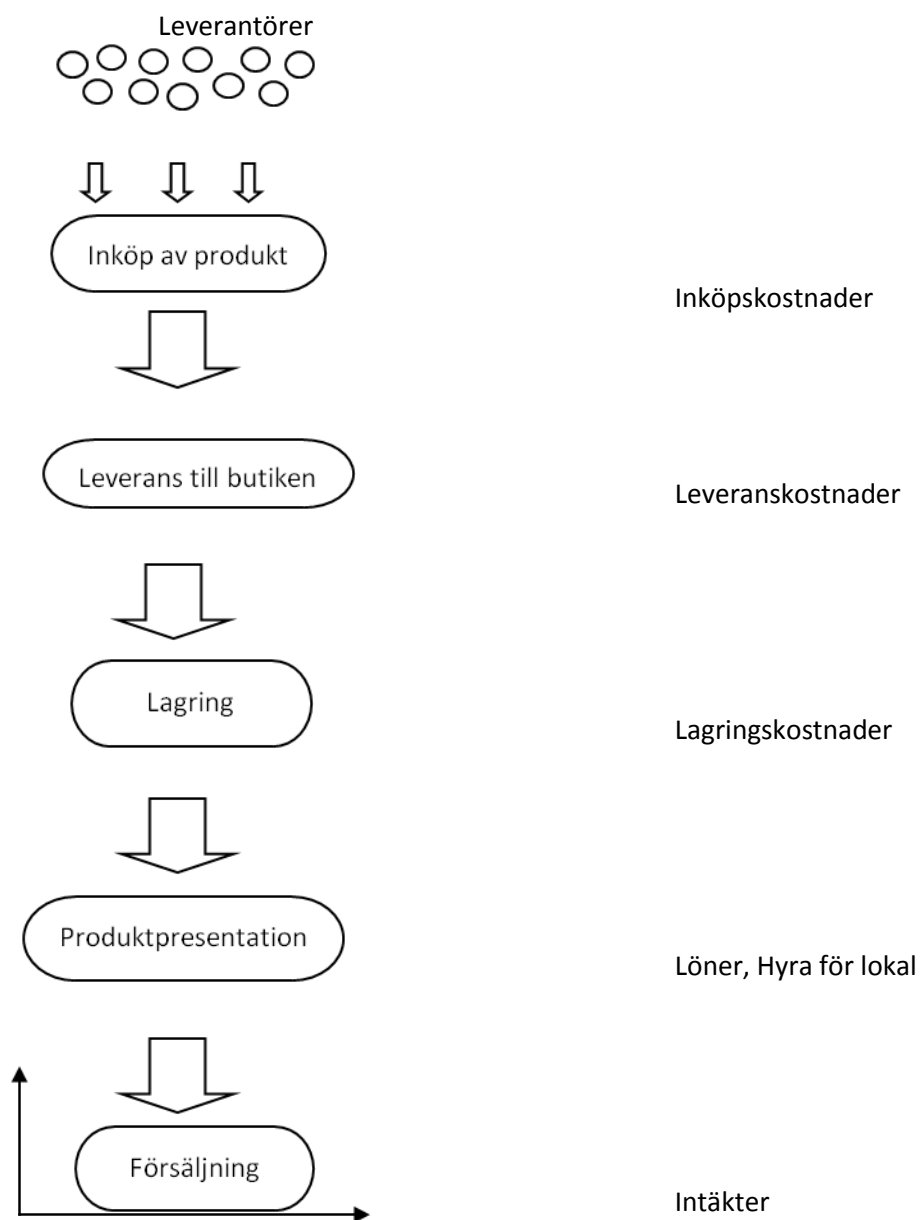 Leverantörer
Inköp av produkt
Inköpskostnader
Leverans till butiken
Leveranskostnader
Lagring
Lagringskostnader
Produktpresentation
Löner, Hyra för lokal
Försäljning
Intäkter